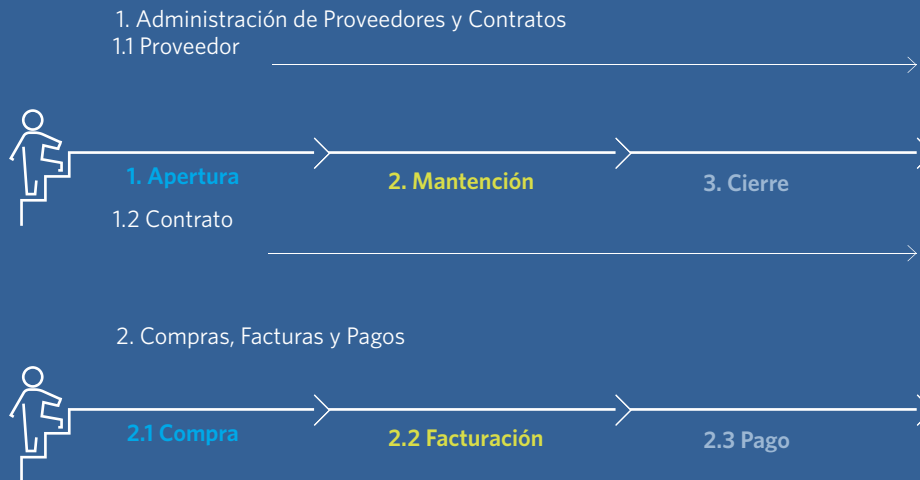 1. Administración de Proveedores y Contratos
1.1 Proveedor
1. Apertura
2. Mantención
3. Cierre
1.2 Contrato
2. Compras, Facturas y Pagos
2.1 Compra
2.2 Facturación
2.3 Pago